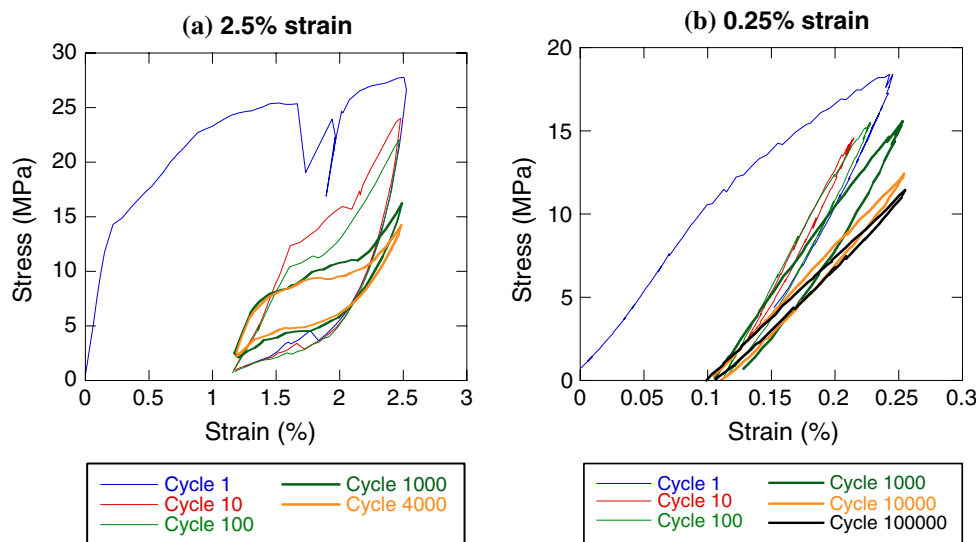 (a) 2.5% strain
30
25
20
15
10
5
0
Stress (MPa)
0 0.5 1 1.5 2 2.5 3
Strain (%)
Cycle 1
Cycle 10
Cycle 100
Cycle 1000
Cycle 4000
(b) 0.25% strain
20
15
10
5
0
Stress (MPa)
0 0.05 0.1 0.15 0.2 0.25 0.3
Strain (%)
Cycle 1
Cycle 10
Cycle 100
Cycle 1000
Cycle 10000
Cycle 100000